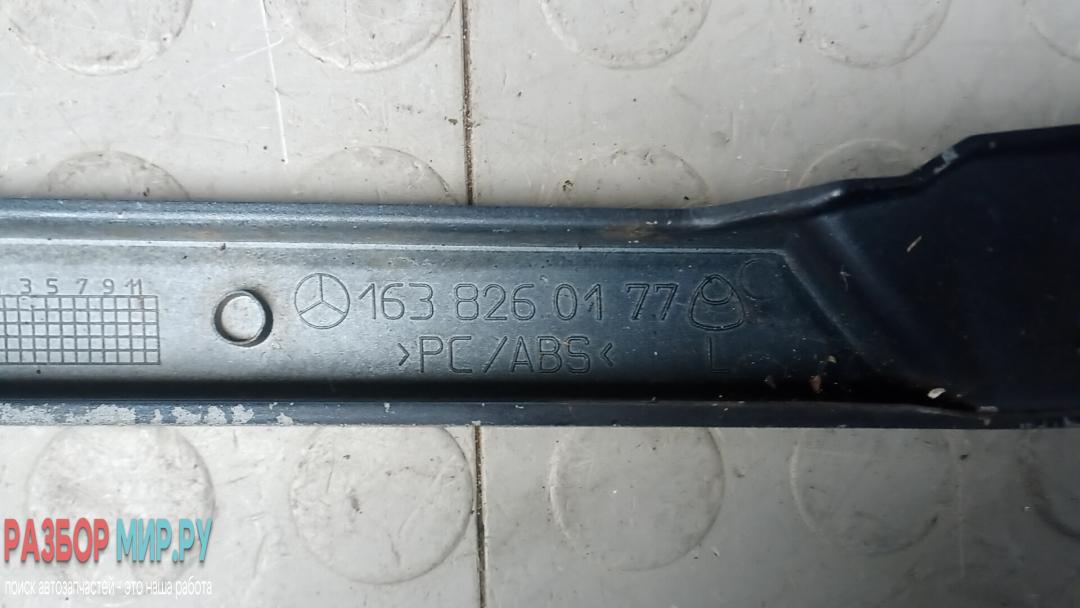 3 5 7 9 11
163 826 01 77
>PC/ABS< L
РАЗБОР МИР.РУ
поиск автозапчастей - это наша работа